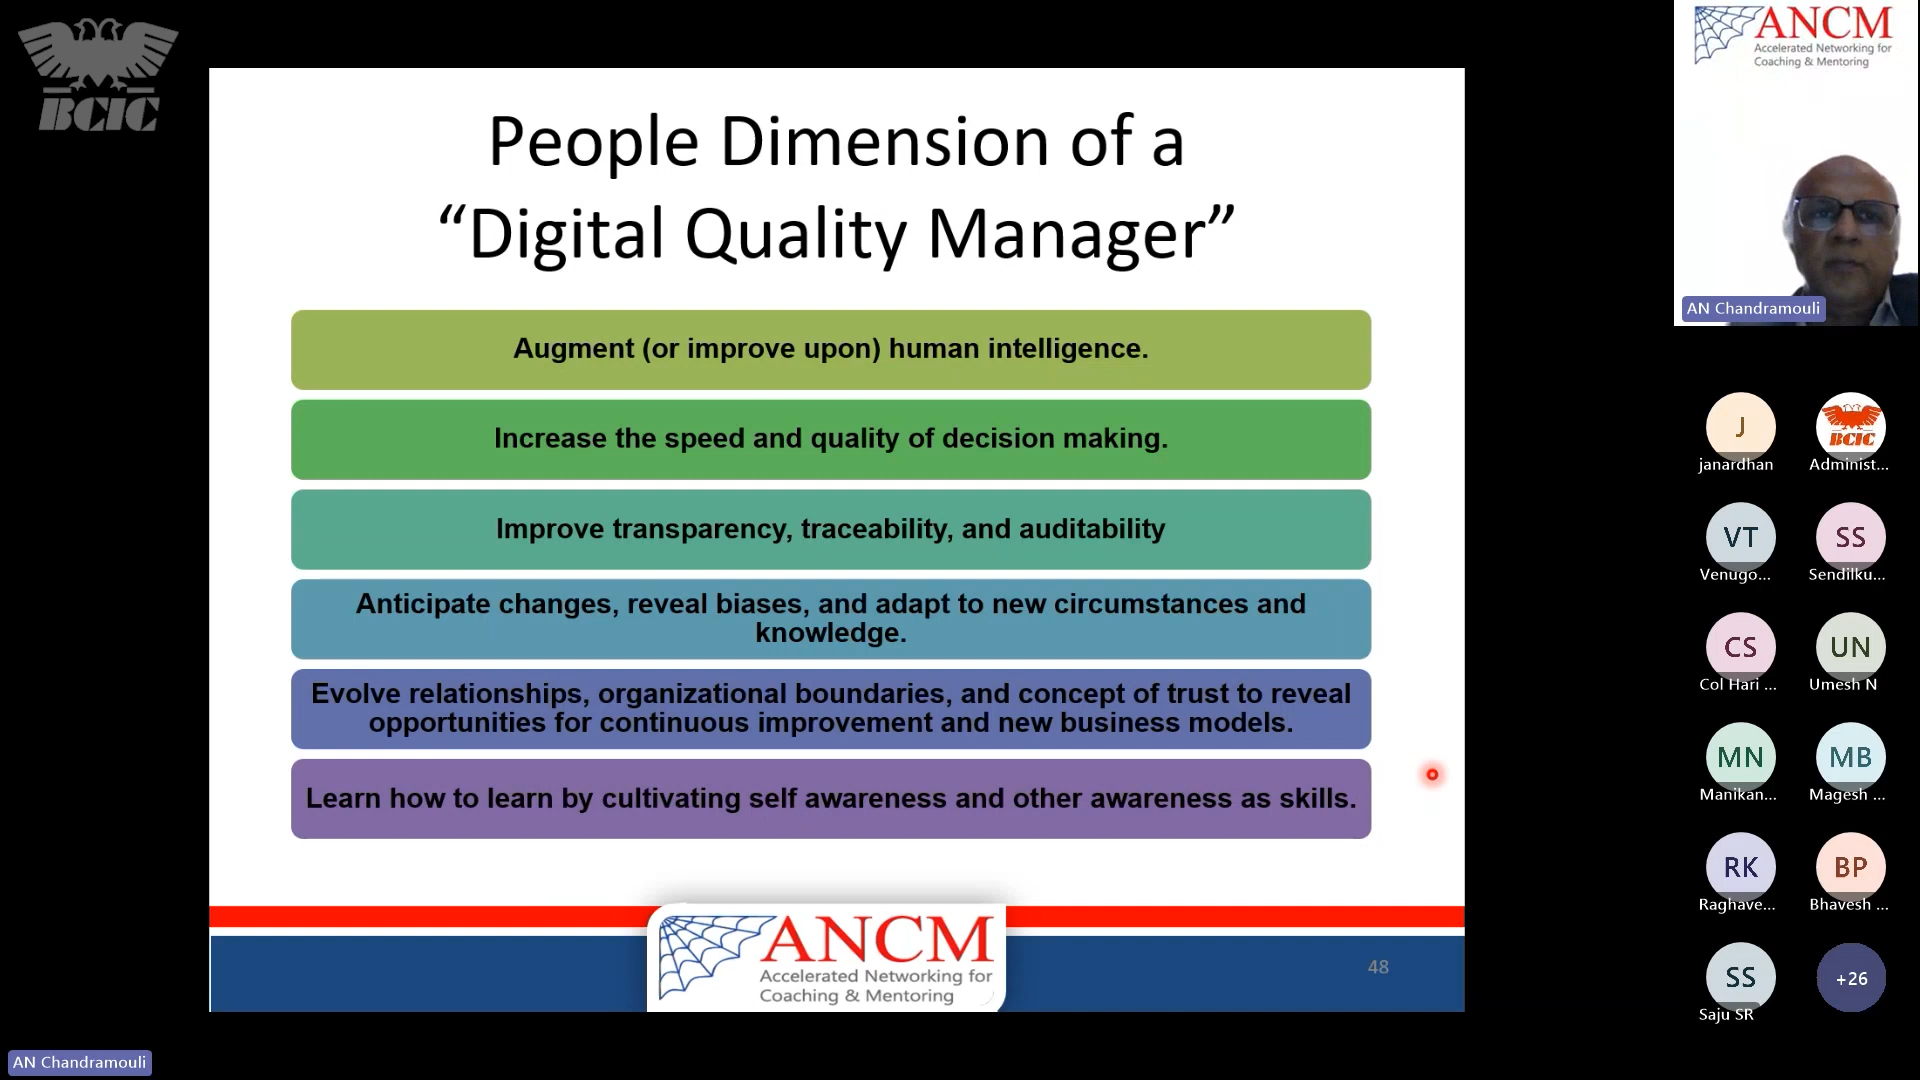 BCIC
People Dimension of a
“Digital Quality Manager”
Augment (or improve upon) human intelligence.
Increase the speed and quality of decision making.
Improve transparency, traceability, and auditability
Anticipate changes, reveal biases, and adapt to new circumstances and
knowledge.
Evolve relationships, organizational boundaries, and concept of trust to reveal
opportunities for continuous improvement and new business models.
Learn how to learn by cultivating self awareness and other awareness as skills.
ANCM
Accelerated Networking for
Coaching & Mentoring
48
AN Chandramouli
ANCM
Accelerated Networking for
Coaching & Mentoring
AN Chandramouli
J
janardhan
BCIC
Administ...
VT
Venugo...
SS
Sendilku...
CS
Col Hari ...
UN
Umesh N
MN
Manikan...
MB
Magesh ...
RK
Raghave...
BP
Bhavesh ...
SS
Saju SR
+26